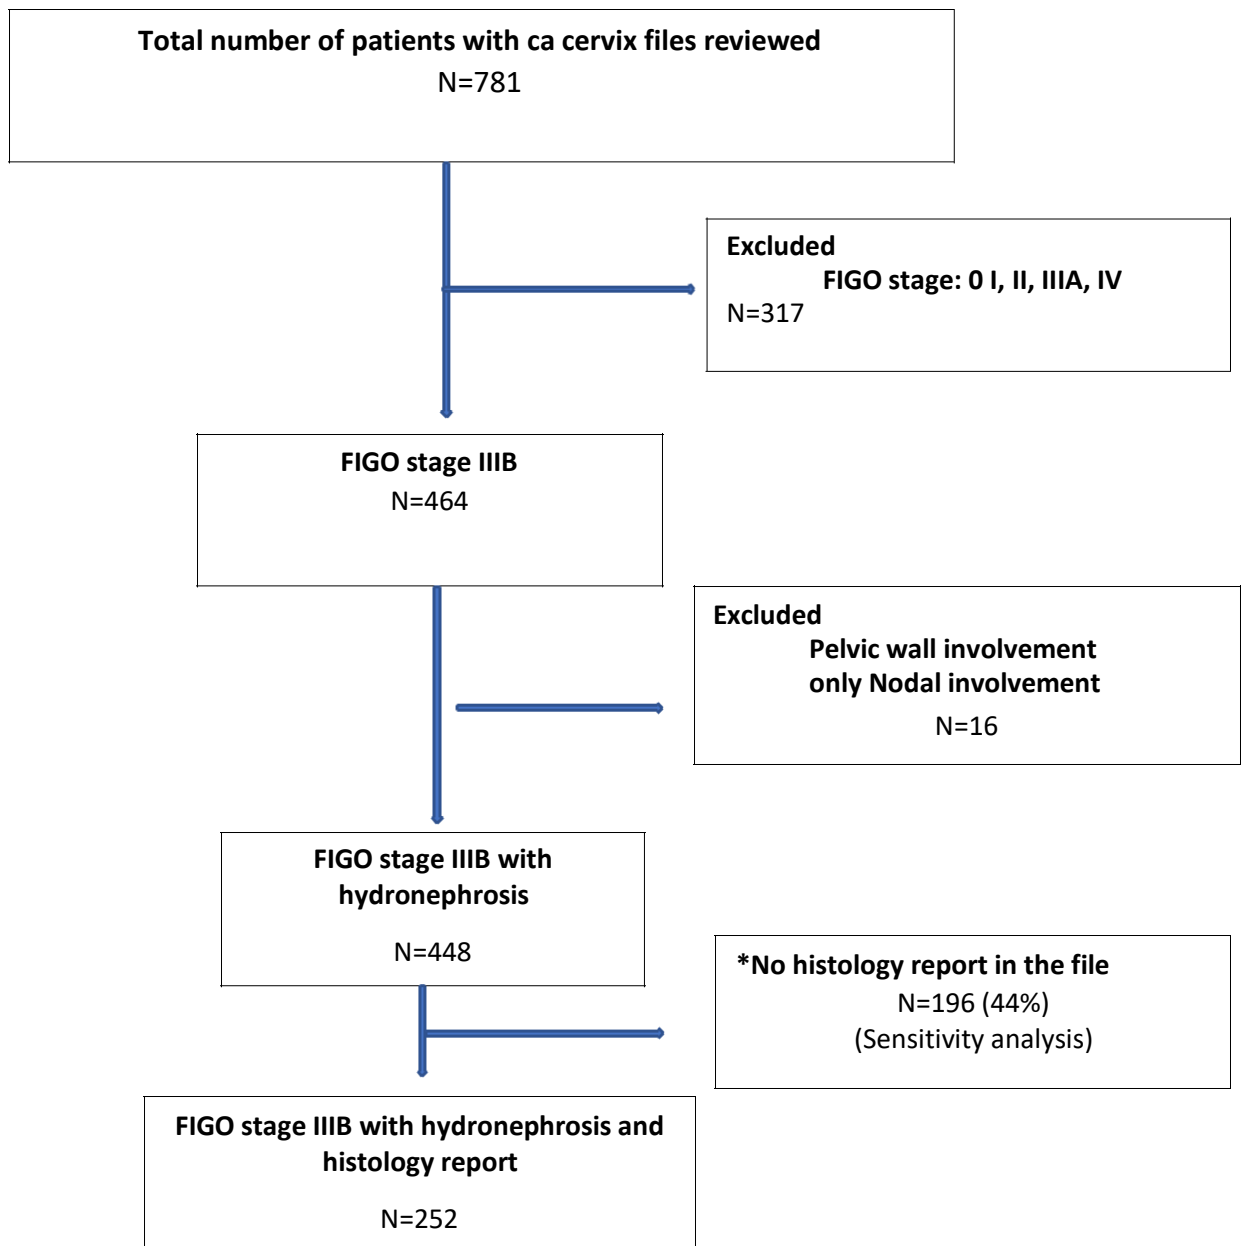 Total number of patients with ca cervix files reviewed
N=781
Excluded
FIGO stage: 0 I, II, IIIA, IV
N=317
FIGO stage IIIB
N=464
Excluded
Pelvic wall involvement
only Nodal involvement
N=16
FIGO stage IIIB with
hydronephrosis
N=448
*No histology report in the file
N=196 (44%)
(Sensitivity analysis)
FIGO stage IIIB with hydronephrosis and
histology report
N=252